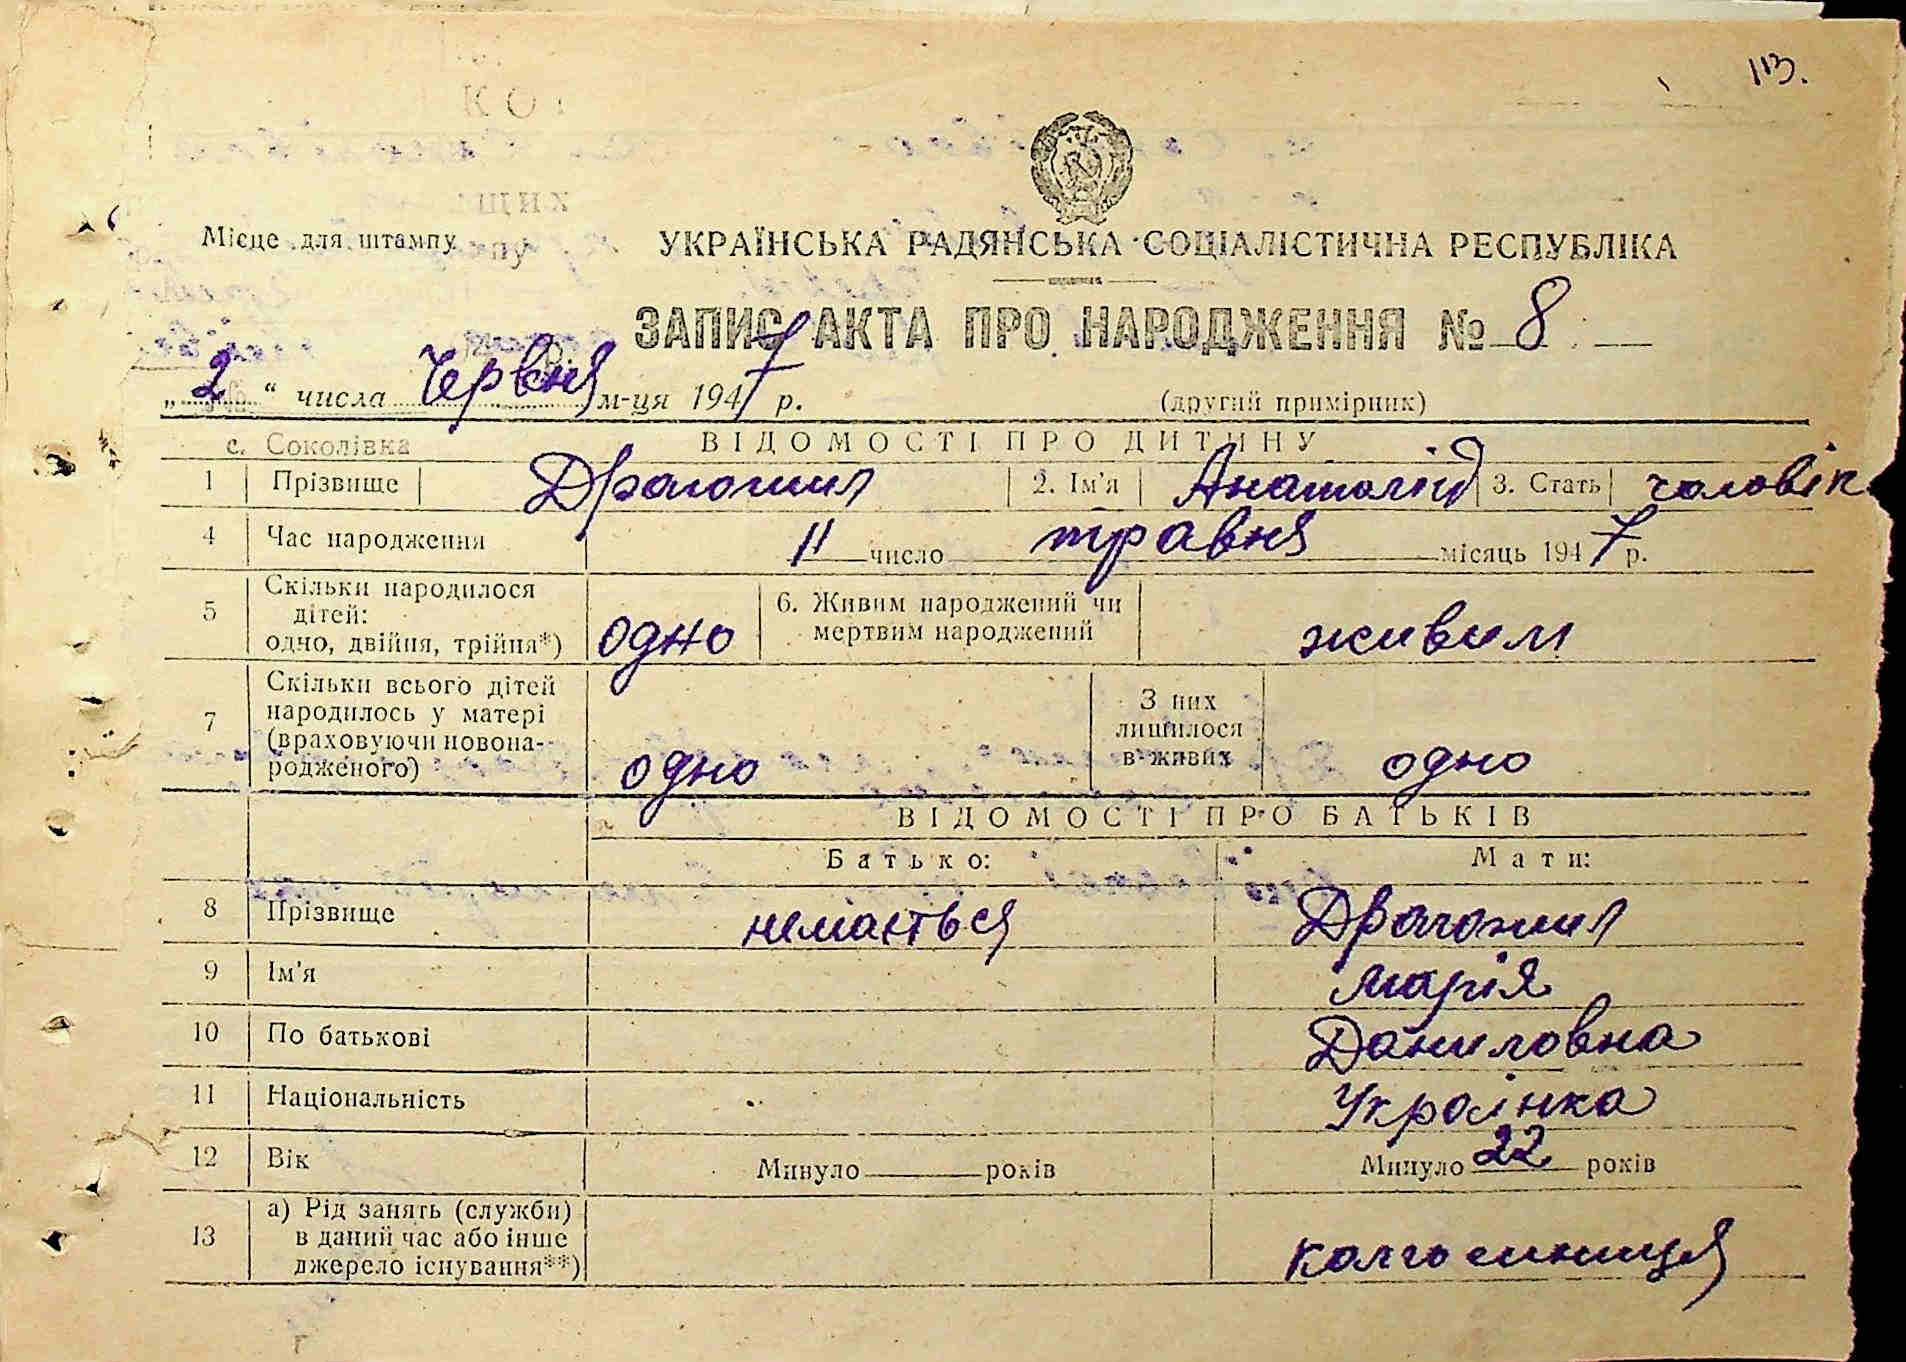 113.
Місце для штампу
УКРАЇНСЬКА РАДЯНСЬКА СОЦІАЛІСТИЧНА РЕСПУБЛІКА
ЗАПИС АКТА ПРО НАРОДЖЕННЯ № 8
„2“ числа Червня м-ця 1947 р.
(другий примірник)
с. Соколівка
ВІДОМОСТІ ПРО ДИТИНУ
1 Прізвище Драгожил 2. Ім'я Анатолій 3. Стать чоловік
4 Час народження 11 число травня місяць 1947 р.
5 Скільки народилося
дітей:
одно, двійня, трійня*) одно
6. Живим народжений чи
мертвим народжений живим
7 Скільки всього дітей
народилось у матері
(враховуючи новона-
родженого) одно
З них
лишилося
в живих одно
ВІДОМОСТІ ПРО БАТЬКІВ
Батько: Мати:
8 Прізвище немається Драгожил
9 Ім'я Марія
10 По батькові Даниловна
11 Національність Українка
12 Вік Минуло років Минуло 22 років
13 а) Рід занять (служби)
в даний час або інше
джерело існування**) колгоспниця